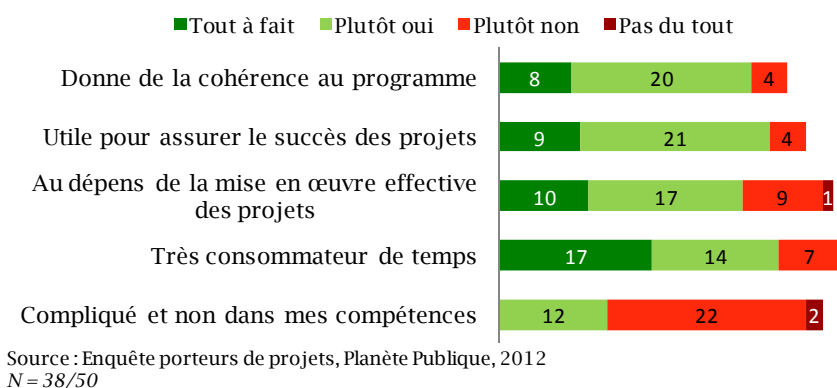 Tout à fait Plutôt oui Plutôt non Pas du tout
Donne de la cohérence au programme 8 20 4
Utile pour assurer le succès des projets 9 21 4
Au dépens de la mise en œuvre effective
des projets 10 17 9 1
Très consommateur de temps 17 14 7
Compliqué et non dans mes compétences 12 22 2
Source : Enquête porteurs de projets, Planète Publique, 2012
N = 38/50